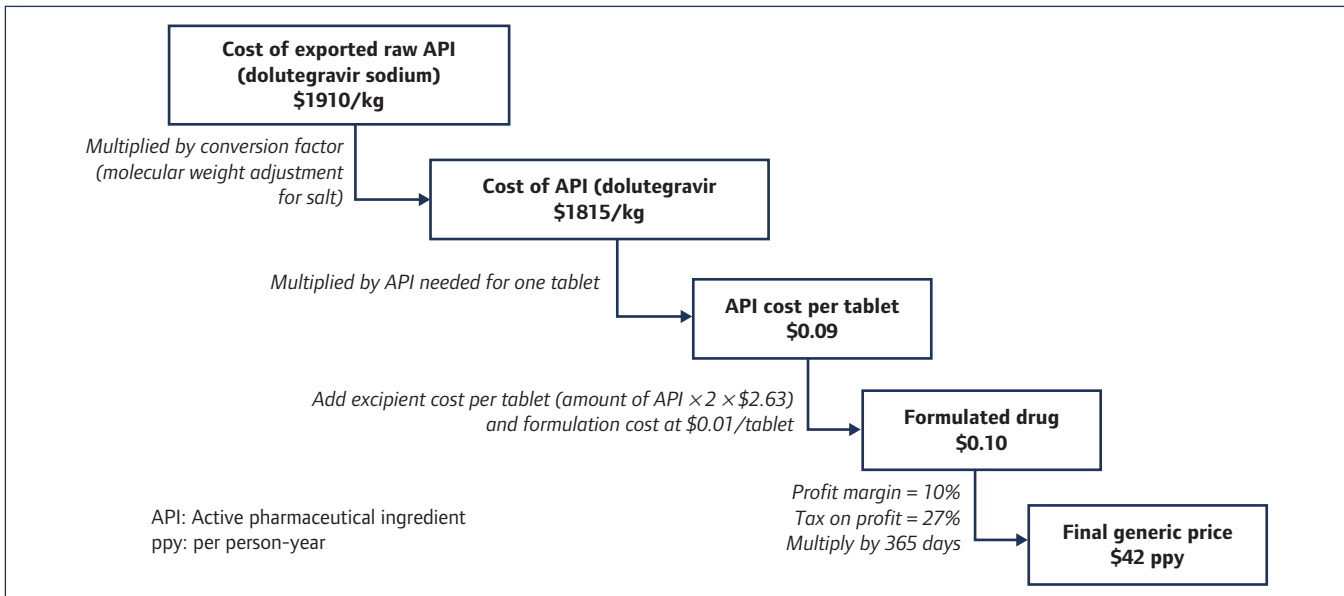 Cost of exported raw API
(dolutegravir sodium)
$1910/kg
Multiplied by conversion factor
(molecular weight adjustment
for salt)
Cost of API (dolutegravir
$1815/kg
Multiplied by API needed for one tablet
API cost per tablet
$0.09
Add excipient cost per tablet (amount of API × 2 × $2.63)
and formulation cost at $0.01/tablet
Formulated drug
$0.10
Profit margin = 10%
Tax on profit = 27%
Multiply by 365 days
Final generic price
$42 ppy
API: Active pharmaceutical ingredient
ppy: per person-year